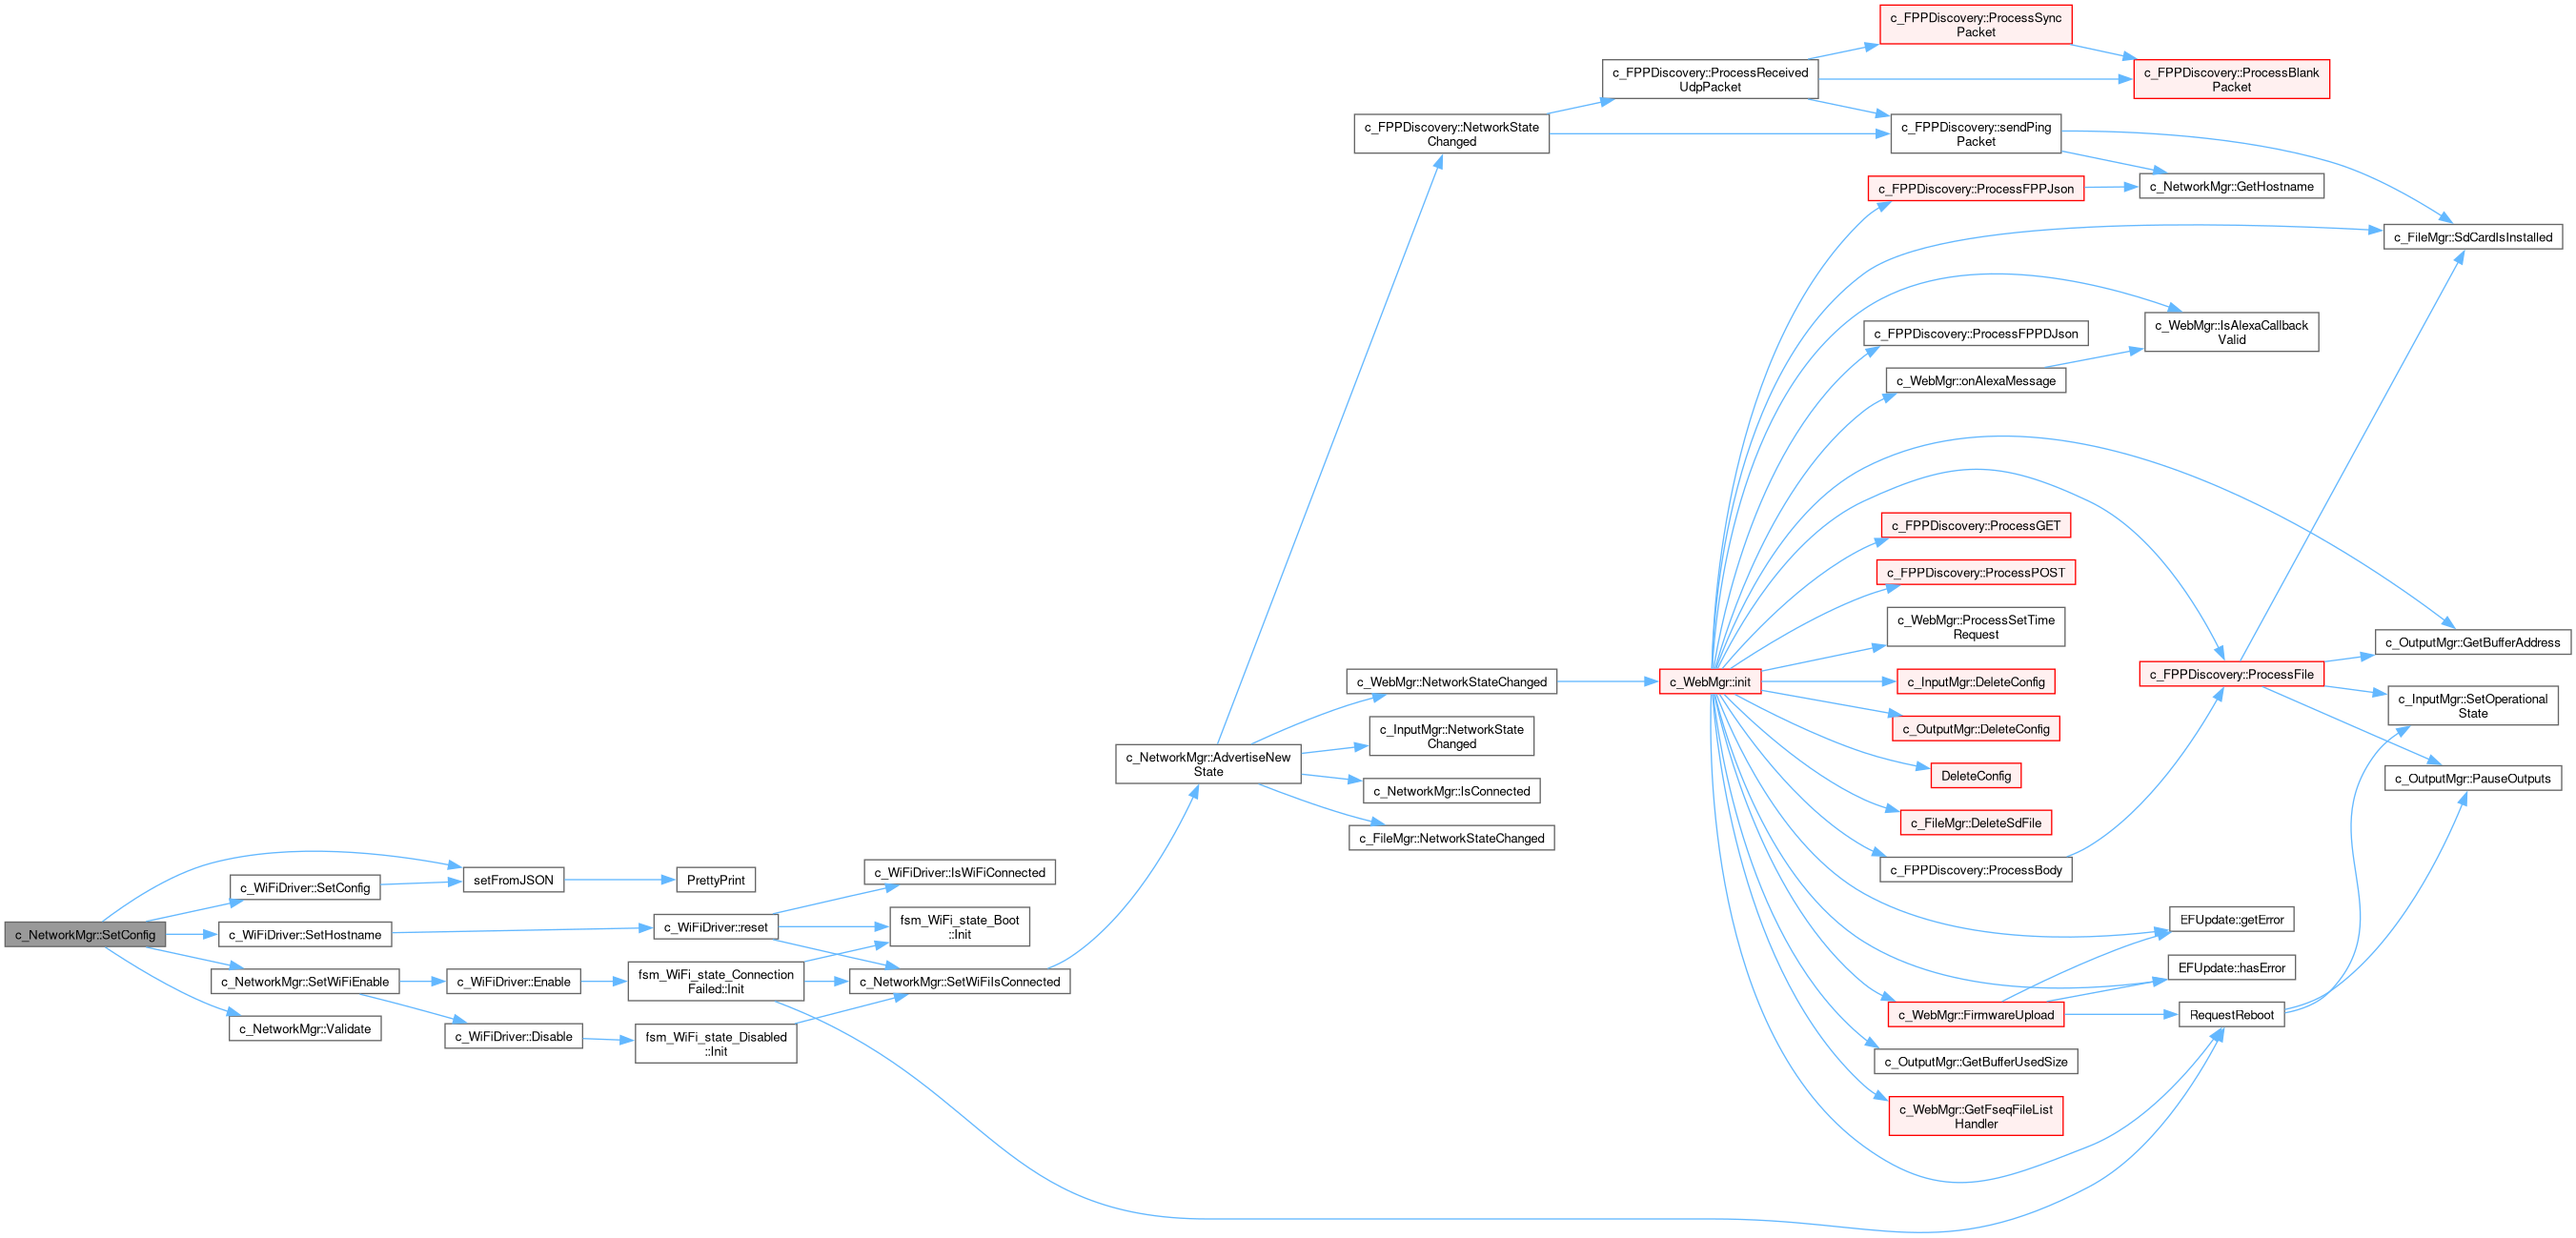 c_FPPDiscovery::ProcessSync
Packet
c_FPPDiscovery::ProcessReceived
UdpPacket
c_FPPDiscovery::ProcessBlank
Packet
c_FPPDiscovery::NetworkState
Changed
c_FPPDiscovery::sendPing
Packet
c_FPPDiscovery::ProcessFPPJson
c_NetworkMgr::GetHostname
c_FileMgr::SdCardIsInstalled
c_FPPDiscovery::ProcessFPPDJson
c_WebMgr::IsAlexaCallback
Valid
c_WebMgr::onAlexaMessage
c_FPPDiscovery::ProcessGET
c_FPPDiscovery::ProcessPOST
c_WebMgr::ProcessSetTime
Request
c_OutputMgr::GetBufferAddress
c_WebMgr::NetworkStateChanged
c_WebMgr::init
c_InputMgr::DeleteConfig
c_FPPDiscovery::ProcessFile
c_InputMgr::SetOperational
State
c_InputMgr::NetworkState
Changed
c_OutputMgr::DeleteConfig
c_NetworkMgr::AdvertiseNew
State
DeleteConfig
c_OutputMgr::PauseOutputs
c_NetworkMgr::IsConnected
c_FileMgr::NetworkStateChanged
c_FileMgr::DeleteSdFile
c_FPPDiscovery::ProcessBody
c_WiFiDriver::SetConfig
setFromJSON
PrettyPrint
c_WiFiDriver::IsWiFiConnected
c_NetworkMgr::SetConfig
c_WiFiDriver::SetHostname
c_WiFiDriver::reset
fsm_WiFi_state_Boot
::Init
EFUpdate::getError
c_NetworkMgr::SetWiFiEnable
c_WiFiDriver::Enable
fsm_WiFi_state_Connection
Failed::Init
c_NetworkMgr::SetWiFiIsConnected
EFUpdate::hasError
c_NetworkMgr::Validate
c_WiFiDriver::Disable
fsm_WiFi_state_Disabled
::Init
c_WebMgr::FirmwareUpload
RequestReboot
c_OutputMgr::GetBufferUsedSize
c_WebMgr::GetFseqFileList
Handler